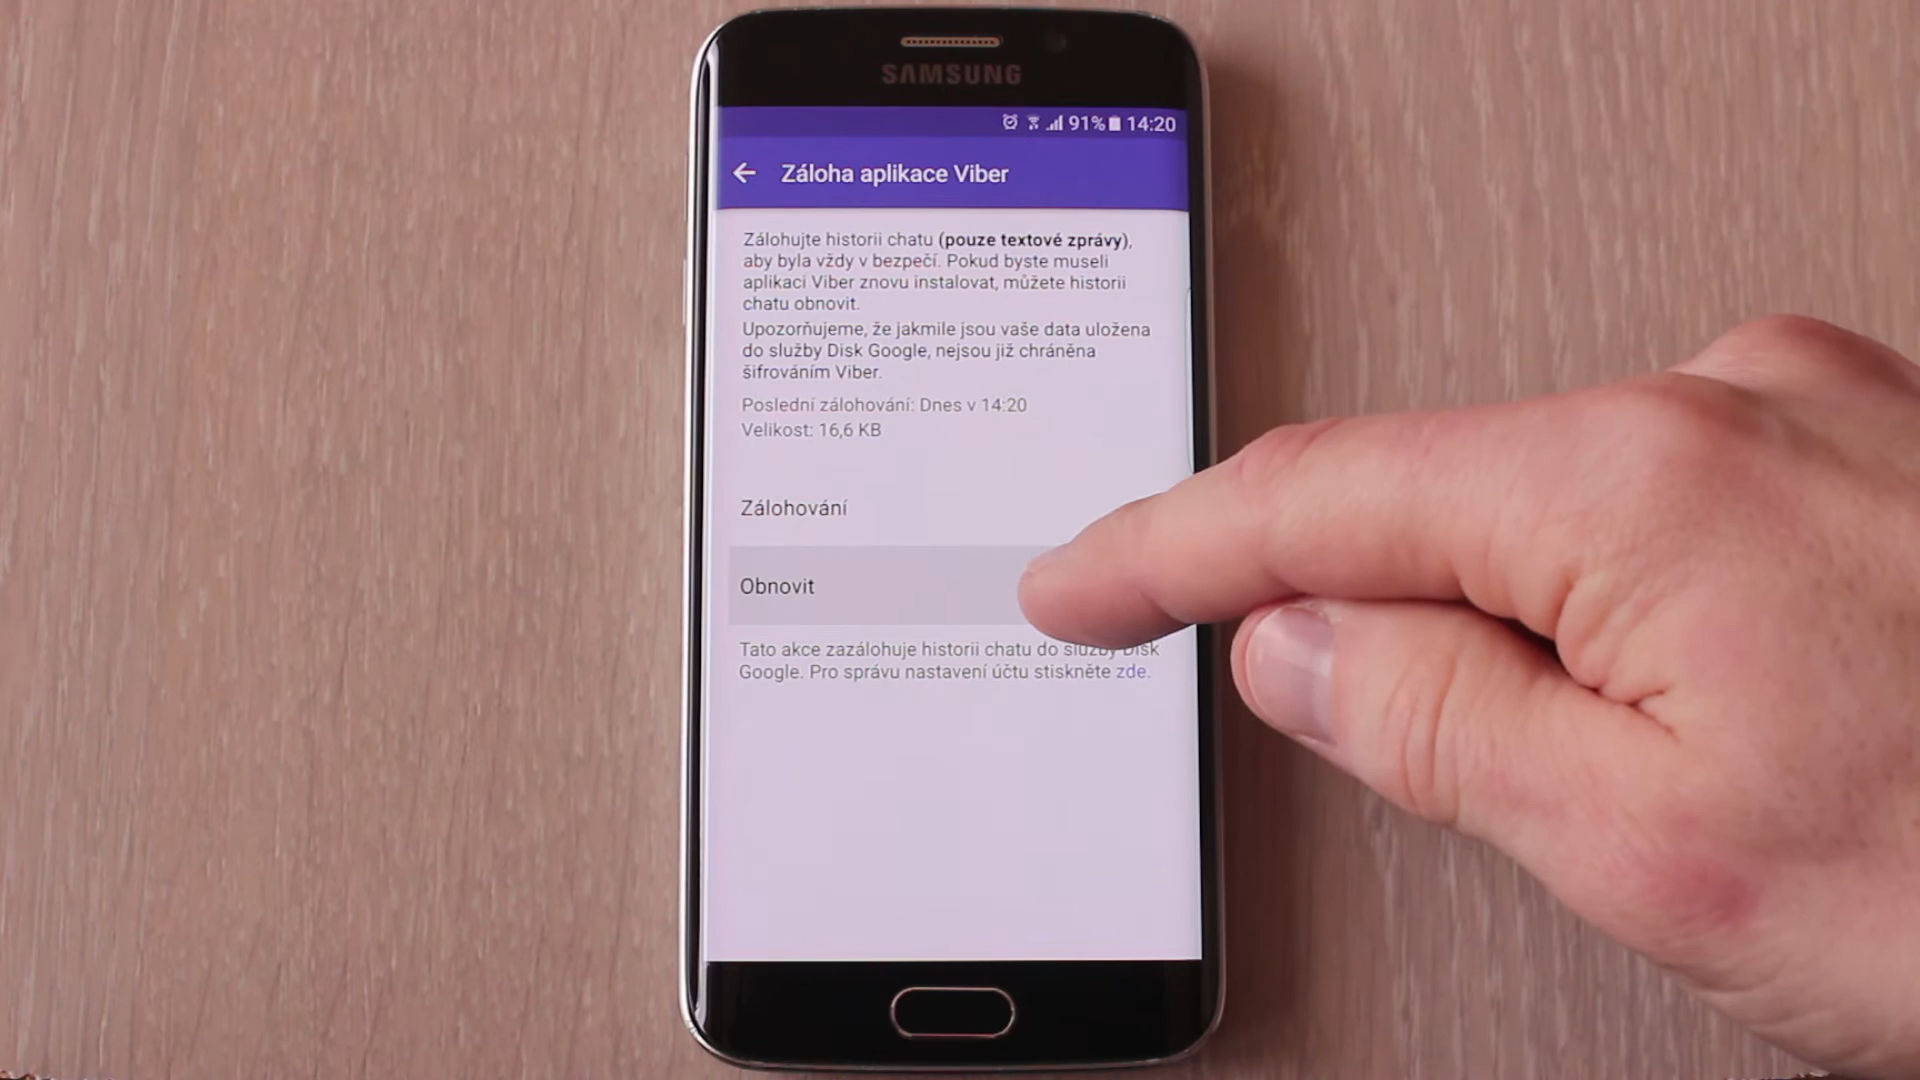 SAMSUNG
91% 14:20
Záloha aplikace Viber
Zálohujte historii chatu (pouze textové zprávy),
aby byla vždy v bezpečí. Pokud byste museli
aplikaci Viber znovu instalovat, můžete historii
chatu obnovit.
Upozorňujeme, že jakmile jsou vaše data uložena
do služby Disk Google, nejsou již chráněna
šifrováním Viber.
Poslední zálohování: Dnes v 14:20
Velikost: 16,6 KB
Zálohování
Obnovit
Tato akce zazálohuje historii chatu do služby Disk
Google. Pro správu nastavení účtu stiskněte zde.